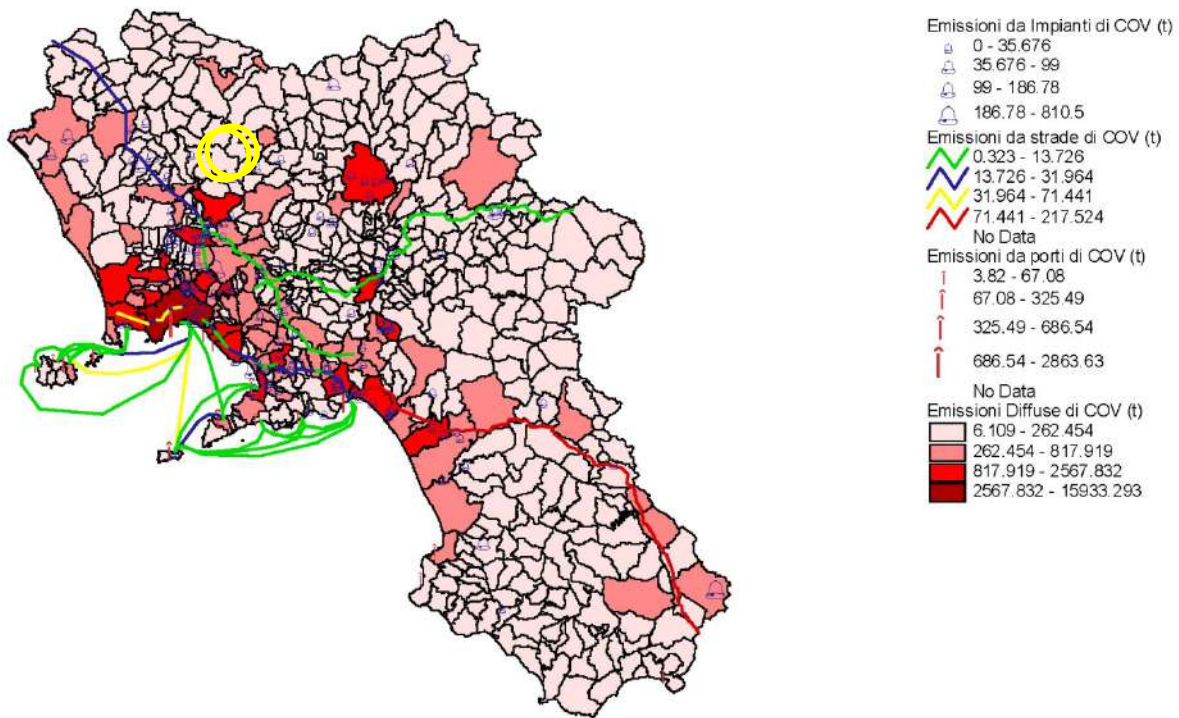 Emissioni da Impianti di COV (t)
0 - 35.676
35.676 - 99
99 - 186.78
186.78 - 810.5
Emissioni da strade di COV (t)
0.323 - 13.726
13.726 - 31.964
31.964 - 71.441
71.441 - 217.524
No Data
Emissioni da porti di COV (t)
3.82 - 67.08
67.08 - 325.49
325.49 - 686.54
686.54 - 2863.63
No Data
Emissioni Diffuse di COV (t)
6.109 - 262.454
262.454 - 817.919
817.919 - 2567.832
2567.832 - 15933.293